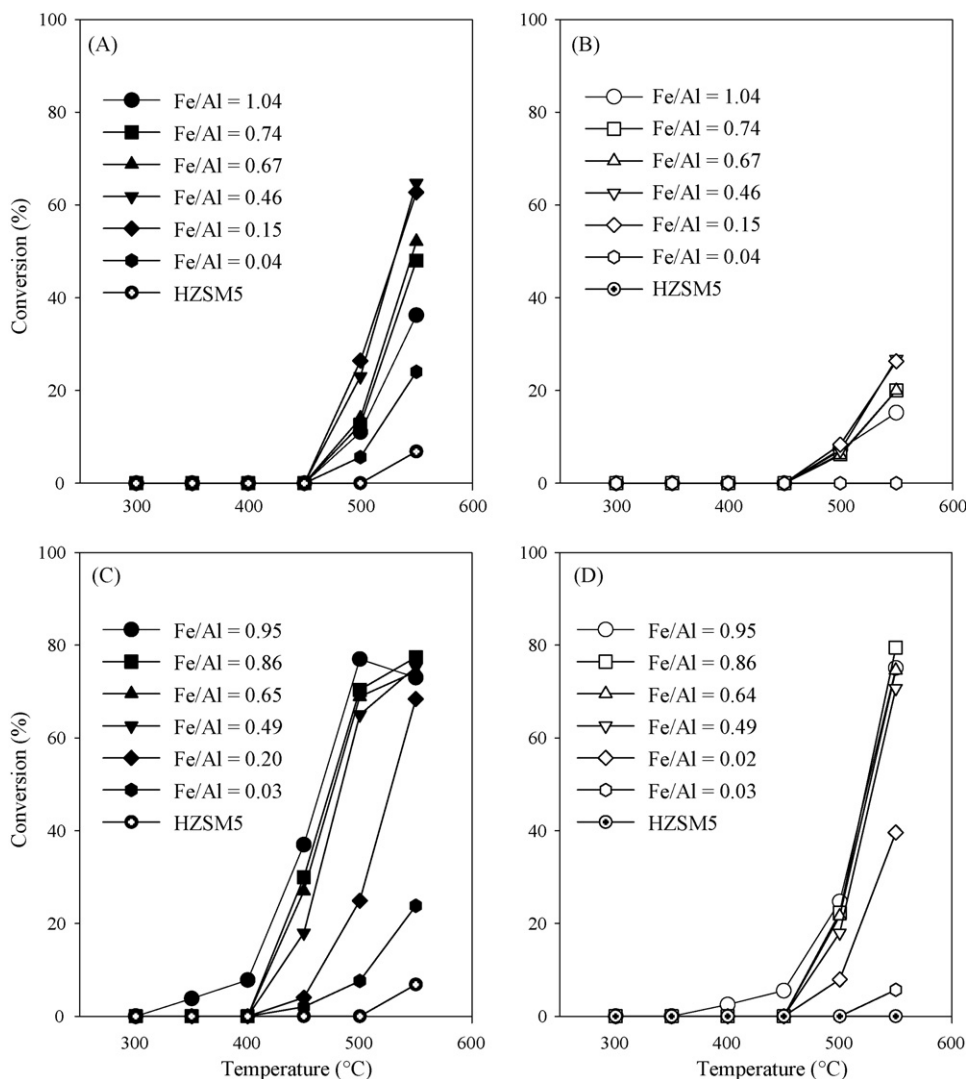 (A)
Fe/Al = 1.04
Fe/Al = 0.74
Fe/Al = 0.67
Fe/Al = 0.46
Fe/Al = 0.15
Fe/Al = 0.04
HZSM5
Conversion (%)
100
80
60
40
20
0
300
400
500
600
(B)
Fe/Al = 1.04
Fe/Al = 0.74
Fe/Al = 0.67
Fe/Al = 0.46
Fe/Al = 0.15
Fe/Al = 0.04
HZSM5
100
80
60
40
20
0
300
400
500
600
(C)
Fe/Al = 0.95
Fe/Al = 0.86
Fe/Al = 0.65
Fe/Al = 0.49
Fe/Al = 0.20
Fe/Al = 0.03
HZSM5
Conversion (%)
100
80
60
40
20
0
300
400
500
600
Temperature (°C)
(D)
Fe/Al = 0.95
Fe/Al = 0.86
Fe/Al = 0.64
Fe/Al = 0.49
Fe/Al = 0.02
Fe/Al = 0.03
HZSM5
100
80
60
40
20
0
300
400
500
600
Temperature (°C)